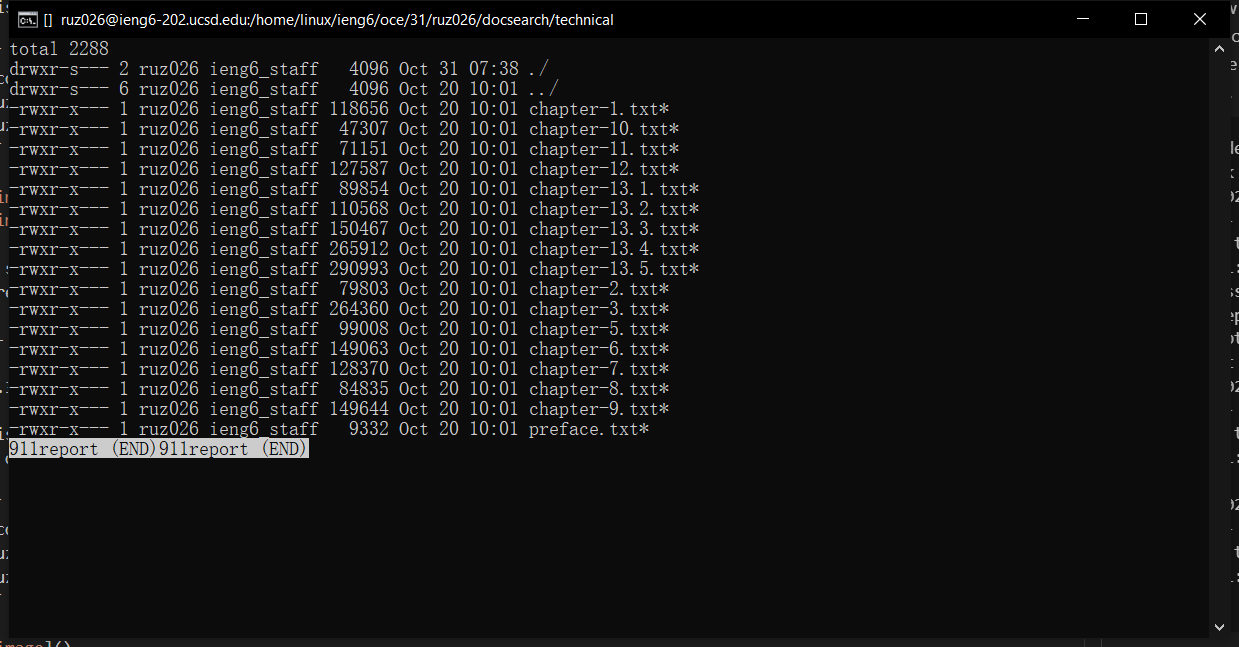 [] ruz026@ieng6-202.ucsd.edu:/home/linux/ieng6/oce/31/ruz026/docsearch/technical
total 2288
drwxr-s--- 2 ruz026 ieng6_staff   4096 Oct 31 07:38 ./
drwxr-s--- 6 ruz026 ieng6_staff   4096 Oct 20 10:01 ../
-rwxr-x--- 1 ruz026 ieng6_staff 118656 Oct 20 10:01 chapter-1.txt*
-rwxr-x--- 1 ruz026 ieng6_staff  47307 Oct 20 10:01 chapter-10.txt*
-rwxr-x--- 1 ruz026 ieng6_staff  71151 Oct 20 10:01 chapter-11.txt*
-rwxr-x--- 1 ruz026 ieng6_staff 127587 Oct 20 10:01 chapter-12.txt*
-rwxr-x--- 1 ruz026 ieng6_staff  89854 Oct 20 10:01 chapter-13.1.txt*
-rwxr-x--- 1 ruz026 ieng6_staff 110568 Oct 20 10:01 chapter-13.2.txt*
-rwxr-x--- 1 ruz026 ieng6_staff 150467 Oct 20 10:01 chapter-13.3.txt*
-rwxr-x--- 1 ruz026 ieng6_staff 265912 Oct 20 10:01 chapter-13.4.txt*
-rwxr-x--- 1 ruz026 ieng6_staff 290993 Oct 20 10:01 chapter-13.5.txt*
-rwxr-x--- 1 ruz026 ieng6_staff  79803 Oct 20 10:01 chapter-2.txt*
-rwxr-x--- 1 ruz026 ieng6_staff 264360 Oct 20 10:01 chapter-3.txt*
-rwxr-x--- 1 ruz026 ieng6_staff  99008 Oct 20 10:01 chapter-5.txt*
-rwxr-x--- 1 ruz026 ieng6_staff 149063 Oct 20 10:01 chapter-6.txt*
-rwxr-x--- 1 ruz026 ieng6_staff 128370 Oct 20 10:01 chapter-7.txt*
-rwxr-x--- 1 ruz026 ieng6_staff  84835 Oct 20 10:01 chapter-8.txt*
-rwxr-x--- 1 ruz026 ieng6_staff 149644 Oct 20 10:01 chapter-9.txt*
-rwxr-x--- 1 ruz026 ieng6_staff   9332 Oct 20 10:01 preface.txt*
911report (END)911report (END)